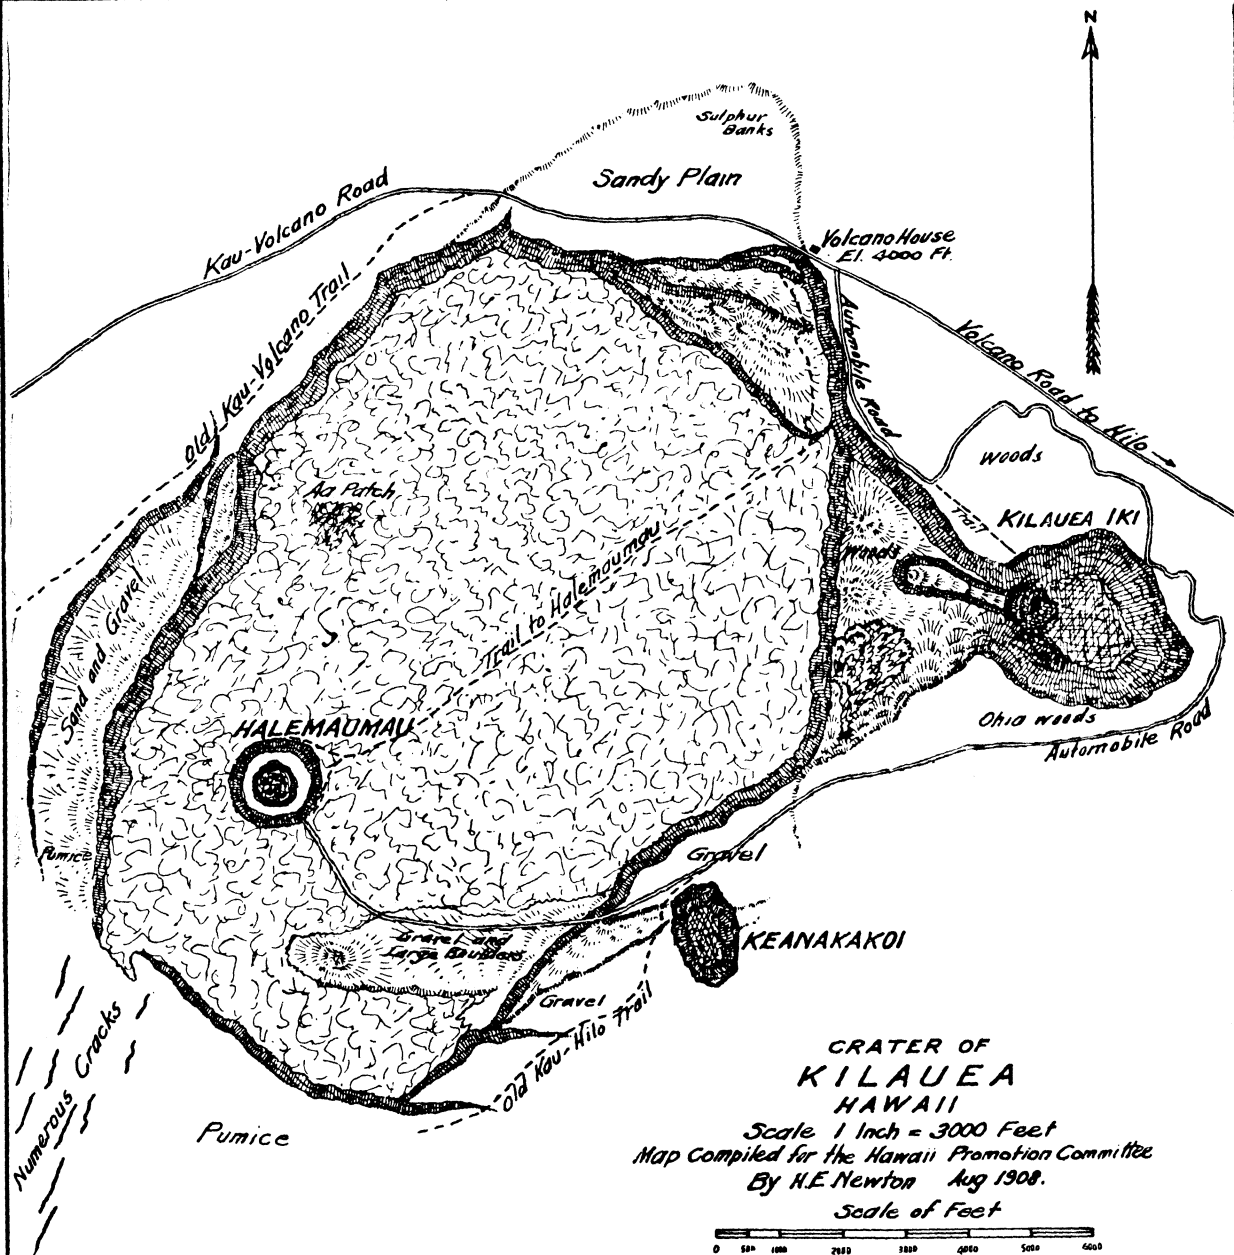 N
Sulphur
Banks
Sandy Plain
Kau-Volcano Road
Volcano House
El. 4000 Ft.
Old Kau-Volcano Trail
Automobile Road
Volcano Road to Hilo
Woods
Aa Patch
Trail
KILAUEA IKI
Woods
Trail to Halemaumau
Sand and Gravel
HALEMAUMAU
Ohia Woods
Automobile Road
Pumice
Gravel
Gravel and
Large Boulders
KEANAKAKOI
Gravel
Old Kau-Hilo Trail
Numerous Cracks
Pumice
CRATER OF
KILAUEA
HAWAII
Scale 1 Inch = 3000 Feet
Map Compiled for the Hawaii Promotion Committee
By H.E. Newton Aug 1908.
Scale of Feet
0 500 1000 2000 3000 4000 5000 6000